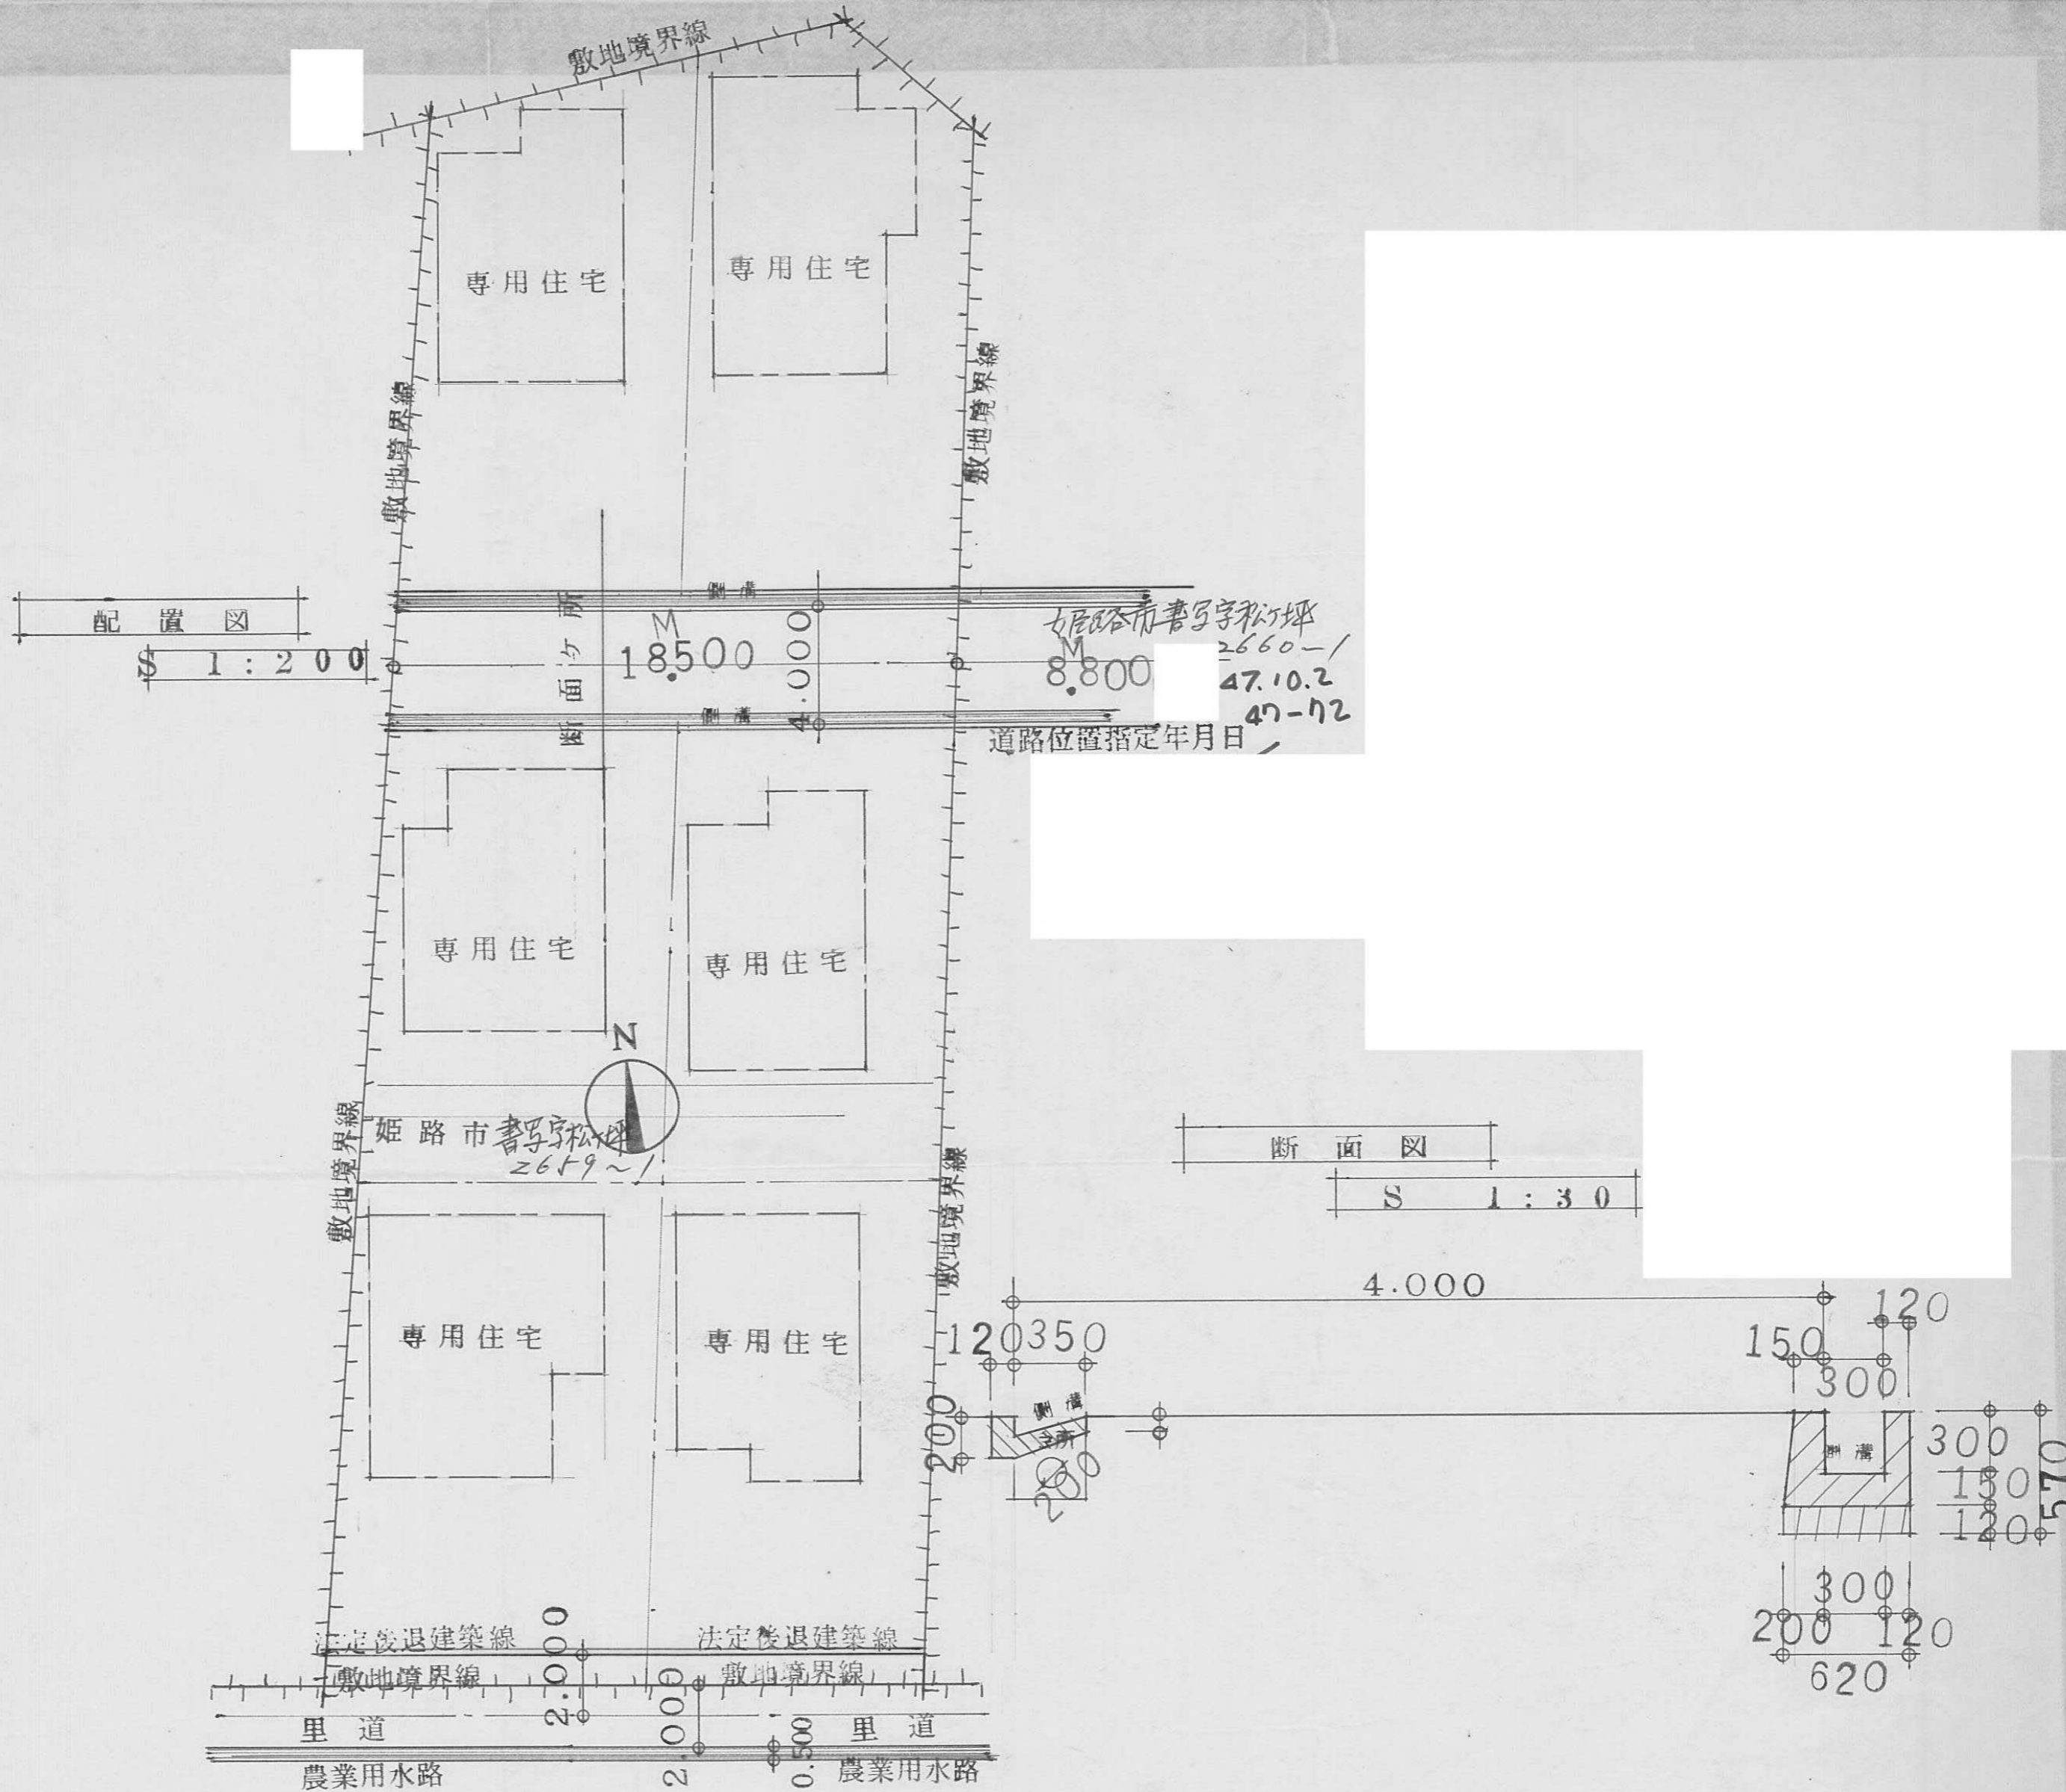 敷地境界線
専用住宅
専用住宅
敷地境界線
敷地境界線
配置図
S 1:200
側溝
断面ヶ所
M
18.500
4.000
姫路市書写字松ケ坪
2660-1
M
8.800
47.10.2
47-72
側溝
道路位置指定年月日
専用住宅
専用住宅
N
姫路市書写字松ケ坪
2659~1
敷地境界線
敷地境界線
断面図
S 1:30
専用住宅
専用住宅
4.000
120
350
150
120
300
200
側溝
200
300
150
120
570
300
200
120
620
法定後退建築線
法定後退建築線
2.000
敷地境界線
敷地境界線
2.000
里道
里道
0.500
農業用水路
農業用水路